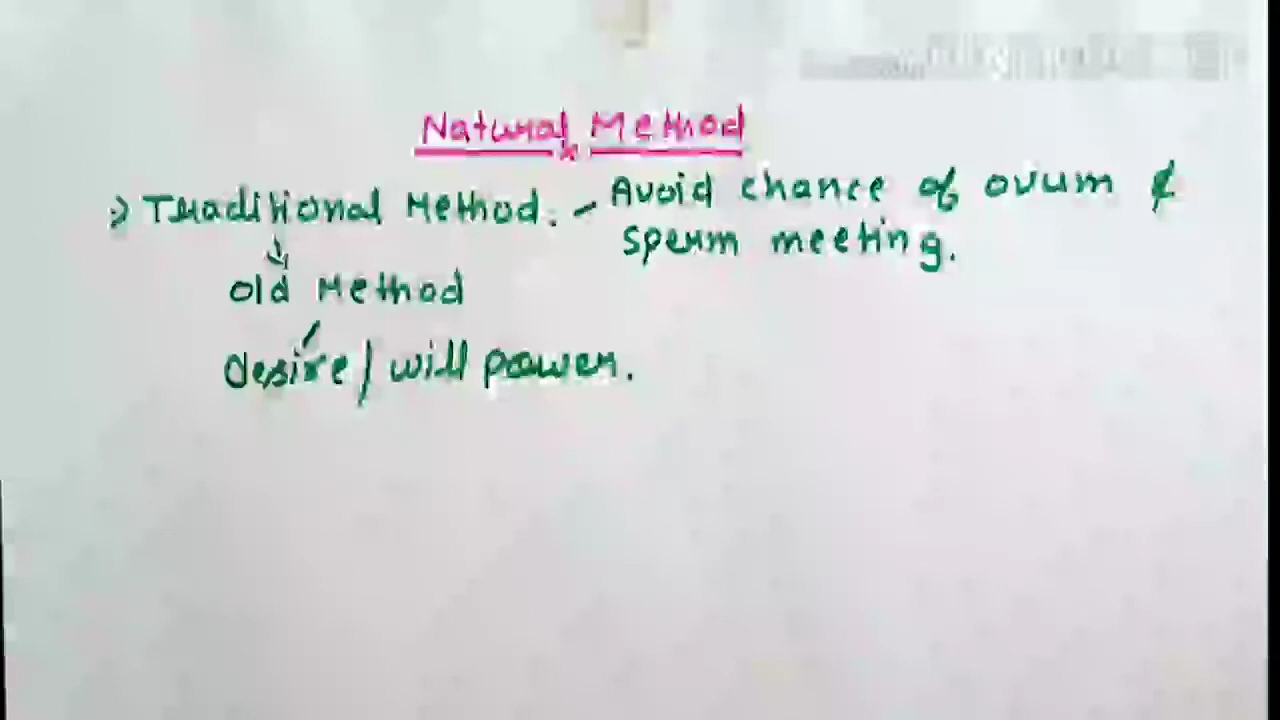 Natural Method
:) Traditional Method. - Avoid chance of ovum &
sperm meeting.
old Method
desire / will power.